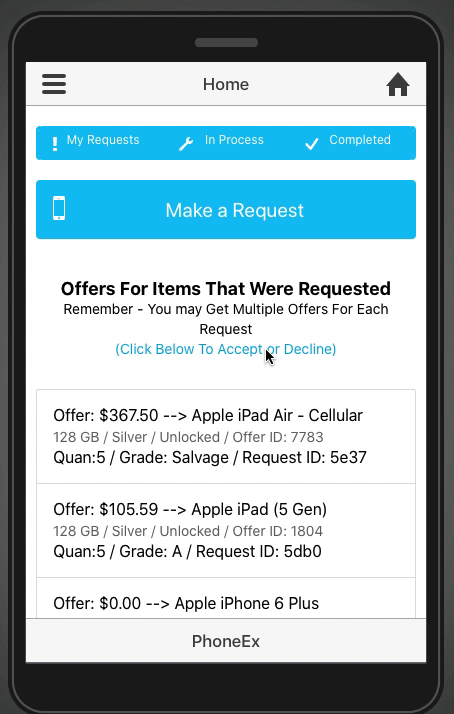 Home
My Requests In Process Completed
Make a Request
Offers For Items That Were Requested
Remember - You may Get Multiple Offers For Each
Request
(Click Below To Accept or Decline)
Offer: $367.50 --> Apple iPad Air - Cellular
128 GB / Silver / Unlocked / Offer ID: 7783
Quan:5 / Grade: Salvage / Request ID: 5e37
Offer: $105.59 --> Apple iPad (5 Gen)
128 GB / Silver / Unlocked / Offer ID: 1804
Quan:5 / Grade: A / Request ID: 5db0
Offer: $0.00 --> Apple iPhone 6 Plus
PhoneEx